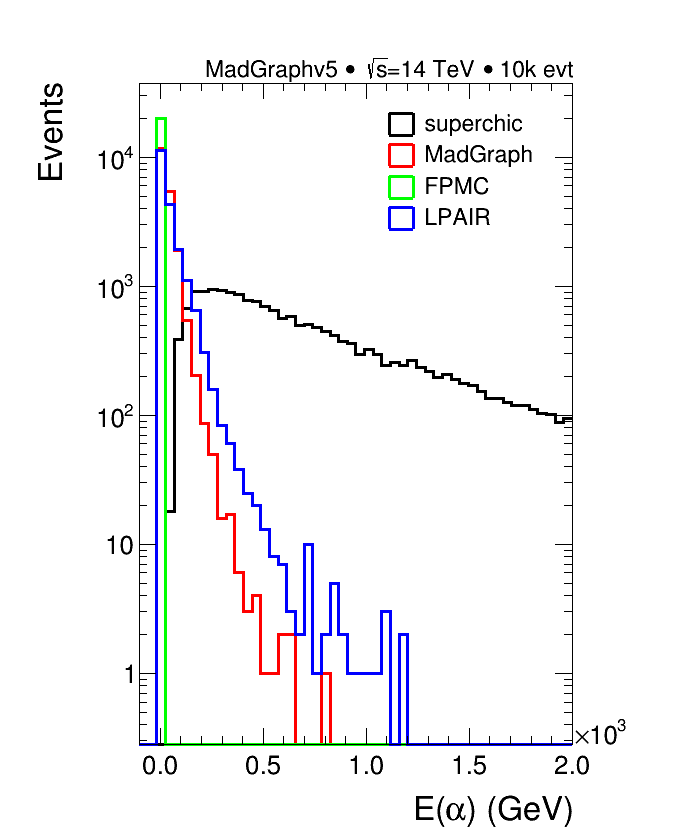 MadGraphv5 • √s=14 TeV • 10k evt
Events
superchic
MadGraph
FPMC
LPAIR
10⁴
10³
10²
10
1
0.0 0.5 1.0 1.5 2.0
×10³
E(α) (GeV)